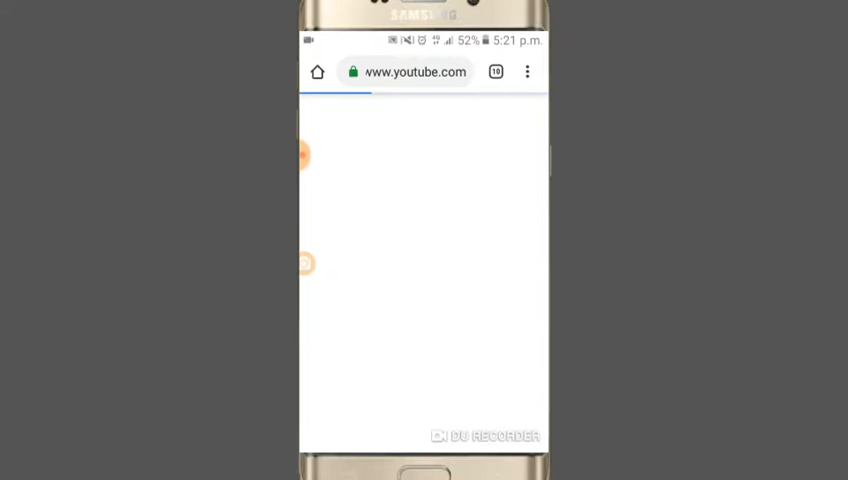 SAMSUNG
52% 5:21 p.m.
www.youtube.com
10
DU RECORDER